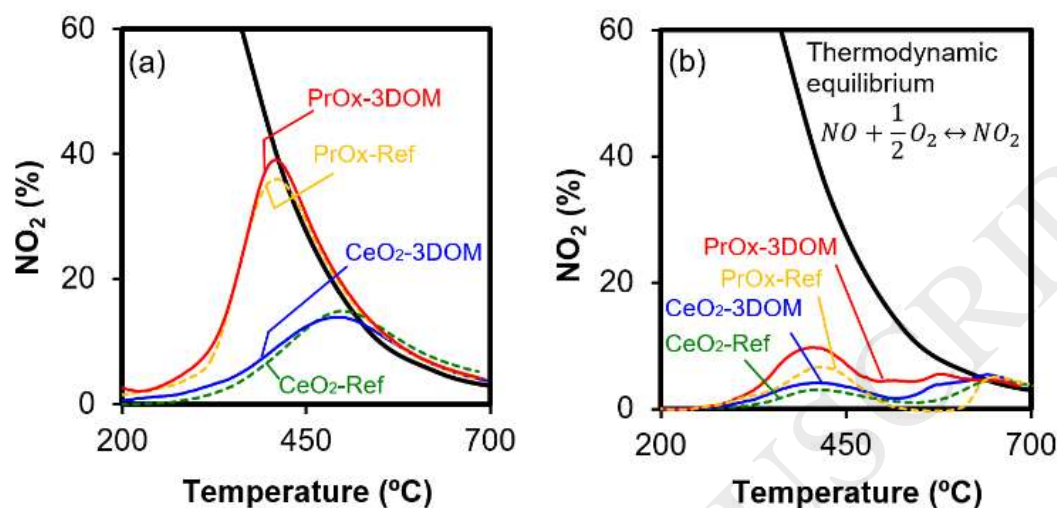 60
(a)
PrOx-3DOM
40
PrOx-Ref
NO₂ (%)
CeO₂-3DOM
20
CeO₂-Ref
0
200
450
700
Temperature (ºC)
60
(b)
Thermodynamic
equilibrium
NO + 1/2 O₂ ↔ NO₂
40
NO₂ (%)
PrOx-3DOM
20
PrOx-Ref
CeO₂-3DOM
CeO₂-Ref
0
200
450
700
Temperature (ºC)